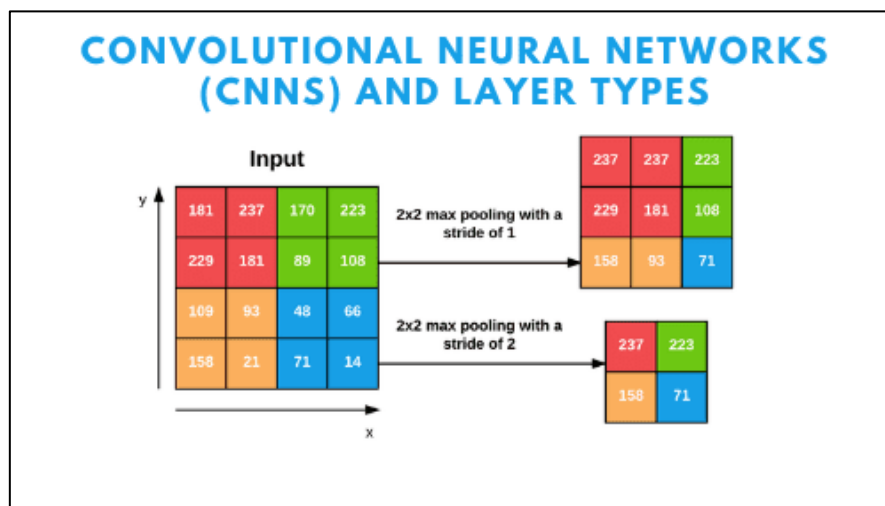 CONVOLUTIONAL NEURAL NETWORKS
(CNNS) AND LAYER TYPES
Input
y
181 237 170 223
229 181 89 108
109 93 48 66
158 21 71 14
x
2x2 max pooling with a
stride of 1
237 237 223
229 181 108
158 93 71
2x2 max pooling with a
stride of 2
237 223
158 71